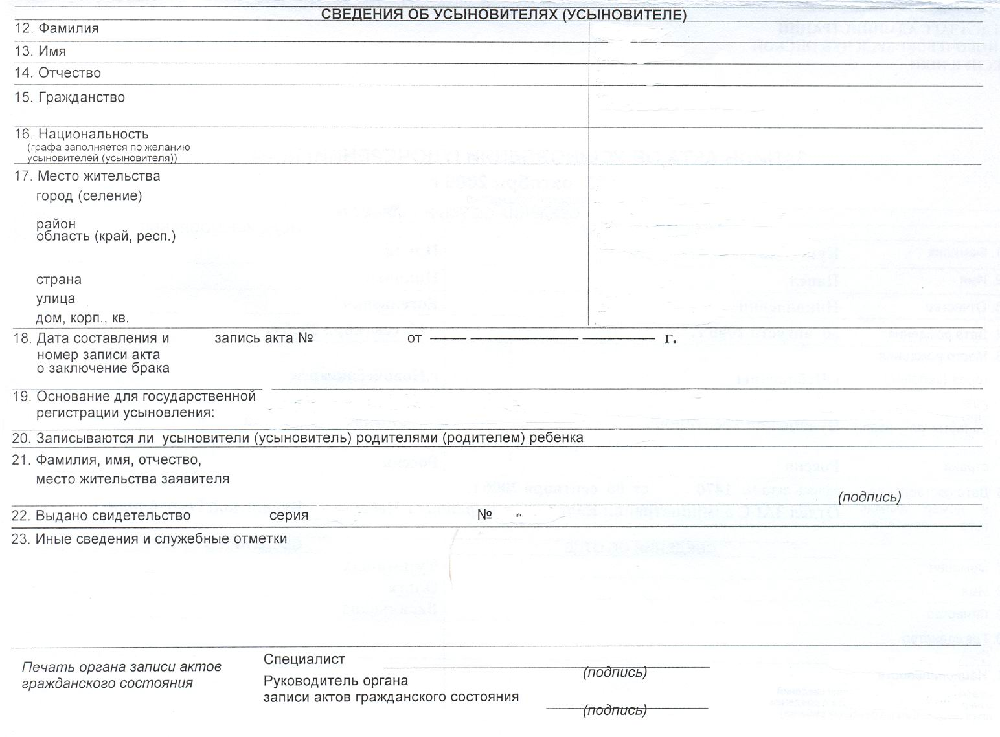 СВЕДЕНИЯ ОБ УСЫНОВИТЕЛЯХ (УСЫНОВИТЕЛЕ)
12. Фамилия
13. Имя
14. Отчество
15. Гражданство
16. Национальность
(графа заполняется по желанию
усыновителей (усыновителя))
17. Место жительства
город (селение)
район
область (край, респ.)
страна
улица
дом, корп., кв.
18. Дата составления и запись акта № от г.
номер записи акта
о заключение брака
19. Основание для государственной
регистрации усыновления:
20. Записываются ли усыновители (усыновитель) родителями (родителем) ребенка
21. Фамилия, имя, отчество,
место жительства заявителя
(подпись)
22. Выдано свидетельство серия №
23. Иные сведения и служебные отметки
Печать органа записи актов
гражданского состояния
Специалист
(подпись)
Руководитель органа
записи актов гражданского состояния
(подпись)